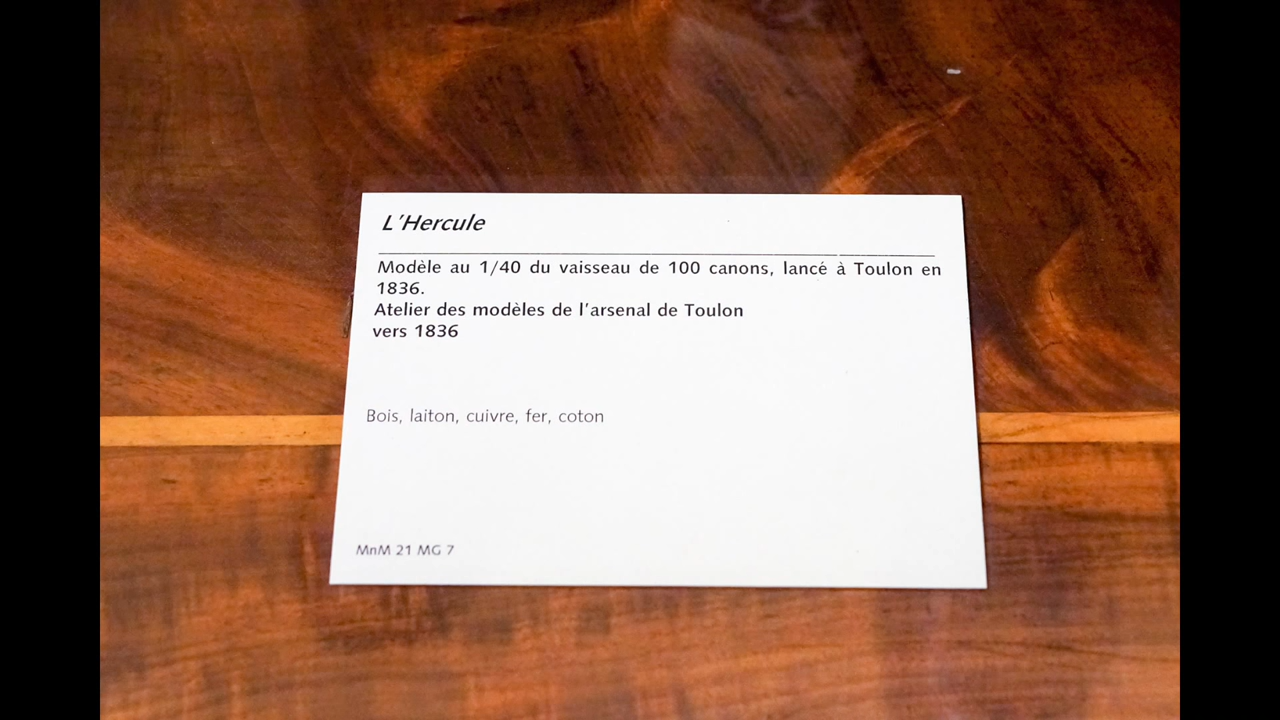 L'Hercule
Modèle au 1/40 du vaisseau de 100 canons, lancé à Toulon en
1836.
Atelier des modèles de l'arsenal de Toulon
vers 1836
Bois, laiton, cuivre, fer, coton
MnM 21 MG 7